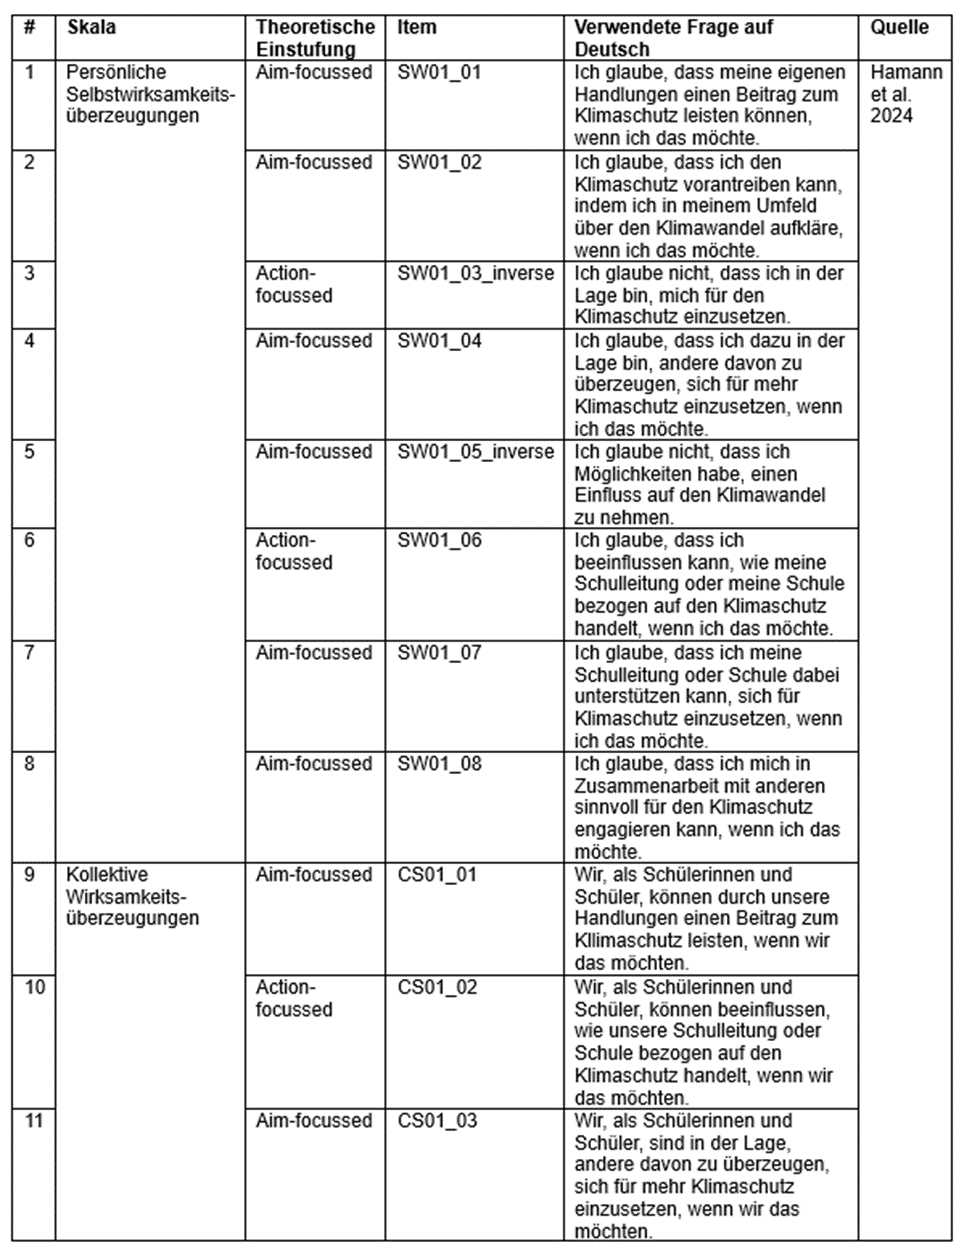 # Skala Theoretische Einstufung Item Verwendete Frage auf Deutsch Quelle
1 Persönliche Selbstwirksamkeits-überzeugungen Aim-focussed SW01_01 Ich glaube, dass meine eigenen
Handlungen einen Beitrag zum
Klimaschutz leisten können,
wenn ich das möchte.
Hamann
et al.
2024
2 Aim-focussed SW01_02 Ich glaube, dass ich den
Klimaschutz vorantreiben kann,
indem ich in meinem Umfeld
über den Klimawandel aufkläre,
wenn ich das möchte.
3 Action-focussed SW01_03_inverse Ich glaube nicht, dass ich in der
Lage bin, mich für den
Klimaschutz einzusetzen.
4 Aim-focussed SW01_04 Ich glaube, dass ich dazu in der
Lage bin, andere davon zu
überzeugen, sich für mehr
Klimaschutz einzusetzen, wenn
ich das möchte.
5 Aim-focussed SW01_05_inverse Ich glaube nicht, dass ich
Möglichkeiten habe, einen
Einfluss auf den Klimawandel
zu nehmen.
6 Action-focussed SW01_06 Ich glaube, dass ich
beeinflussen kann, wie meine
Schulleitung oder meine Schule
bezogen auf den Klimaschutz
handelt, wenn ich das möchte.
7 Aim-focussed SW01_07 Ich glaube, dass ich meine
Schulleitung oder Schule dabei
unterstützen kann, sich für
Klimaschutz einzusetzen, wenn
ich das möchte.
8 Aim-focussed SW01_08 Ich glaube, dass ich mich in
Zusammenarbeit mit anderen
sinnvoll für den Klimaschutz
engagieren kann, wenn ich das
möchte.
9 Kollektive Wirksamkeits-überzeugungen Aim-focussed CS01_01 Wir, als Schülerinnen und
Schüler, können durch unsere
Handlungen einen Beitrag zum
Kllimaschutz leisten, wenn wir
das möchten.
10 Action-focussed CS01_02 Wir, als Schülerinnen und
Schüler, können beeinflussen,
wie unsere Schulleitung oder
Schule bezogen auf den
Klimaschutz handelt, wenn wir
das möchten.
11 Aim-focussed CS01_03 Wir, als Schülerinnen und
Schüler, sind in der Lage,
andere davon zu überzeugen,
sich für mehr Klimaschutz
einzusetzen, wenn wir das
möchten.